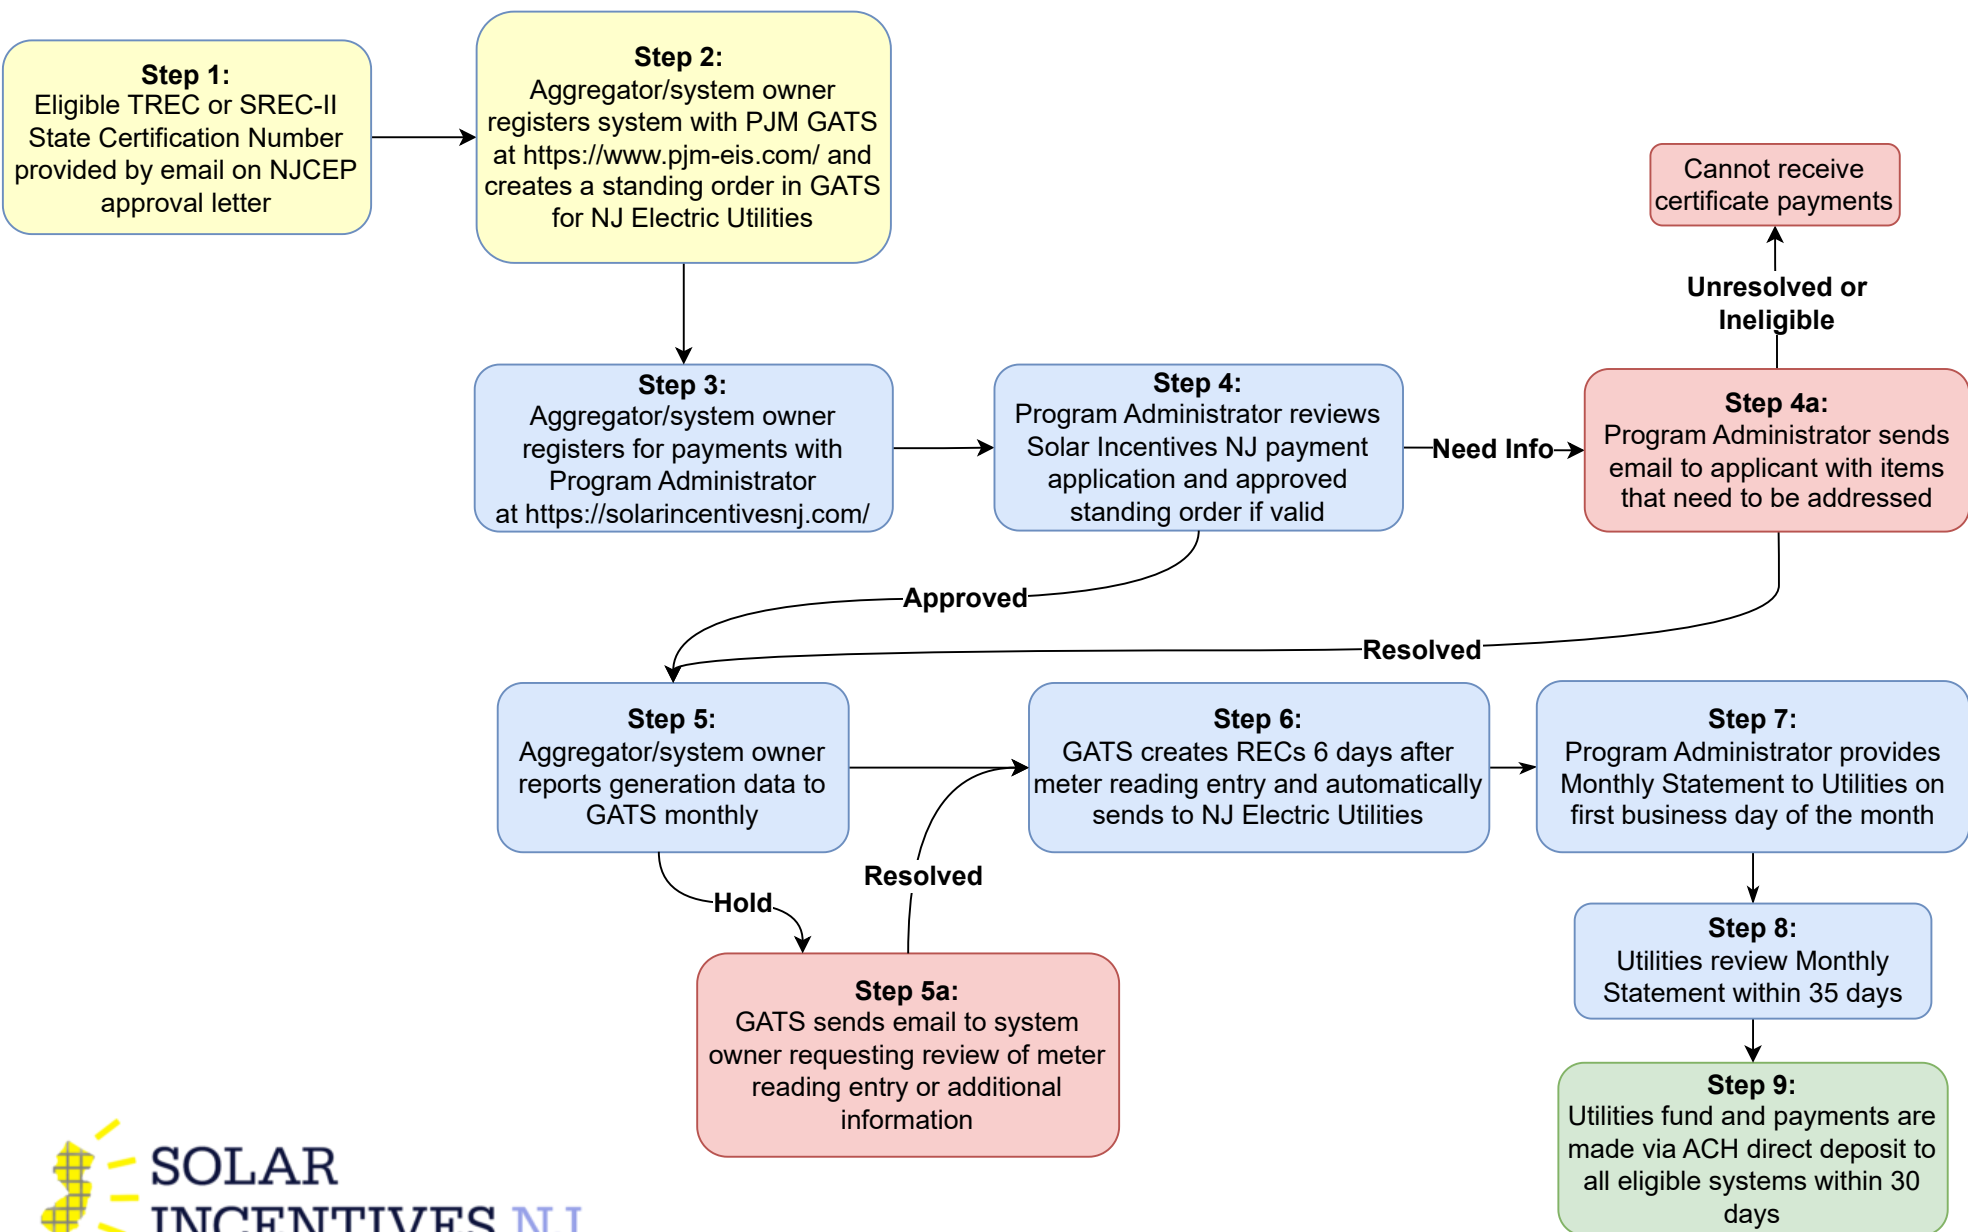 Step 1:
Eligible TREC or SREC-II
State Certification Number
provided by email on NJCEP
approval letter
Step 2:
Aggregator/system owner
registers system with PJM GATS
at https://www.pjm-eis.com/ and
creates a standing order in GATS
for NJ Electric Utilities
Cannot receive
certificate payments
Unresolved or
Ineligible
Step 3:
Aggregator/system owner
registers for payments with
Program Administrator
at https://solarincentivesnj.com/
Step 4:
Program Administrator reviews
Solar Incentives NJ payment
application and approved
standing order if valid
Need Info
Step 4a:
Program Administrator sends
email to applicant with items
that need to be addressed
Approved
Resolved
Step 5:
Aggregator/system owner
reports generation data to
GATS monthly
Step 6:
GATS creates RECs 6 days after
meter reading entry and automatically
sends to NJ Electric Utilities
Step 7:
Program Administrator provides
Monthly Statement to Utilities on
first business day of the month
Hold
Resolved
Step 5a:
GATS sends email to system
owner requesting review of meter
reading entry or additional
information
Step 8:
Utilities review Monthly
Statement within 35 days
Step 9:
Utilities fund and payments are
made via ACH direct deposit to
all eligible systems within 30
days
SOLAR
INCENTIVES NJ